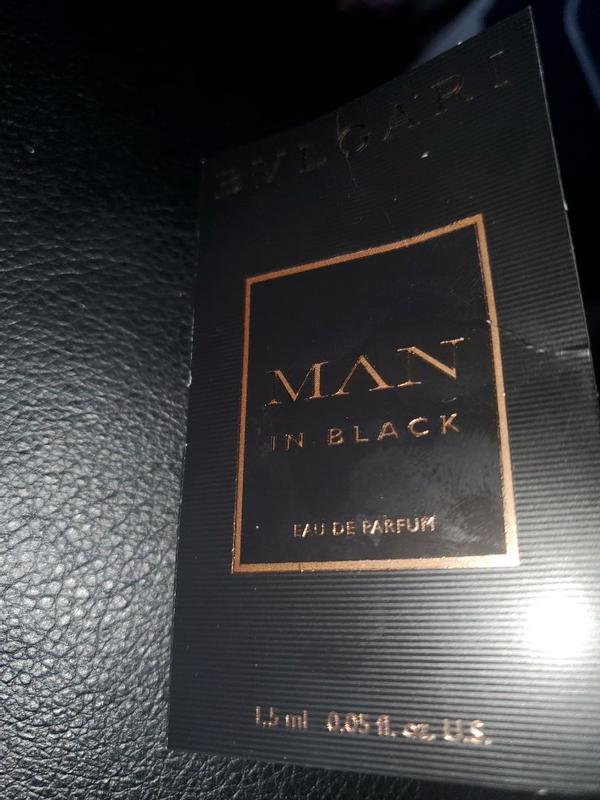 BVLGARI
MAN
IN BLACK
EAU DE PARFUM
1.5 ml 0.05 fl. oz. U.S.